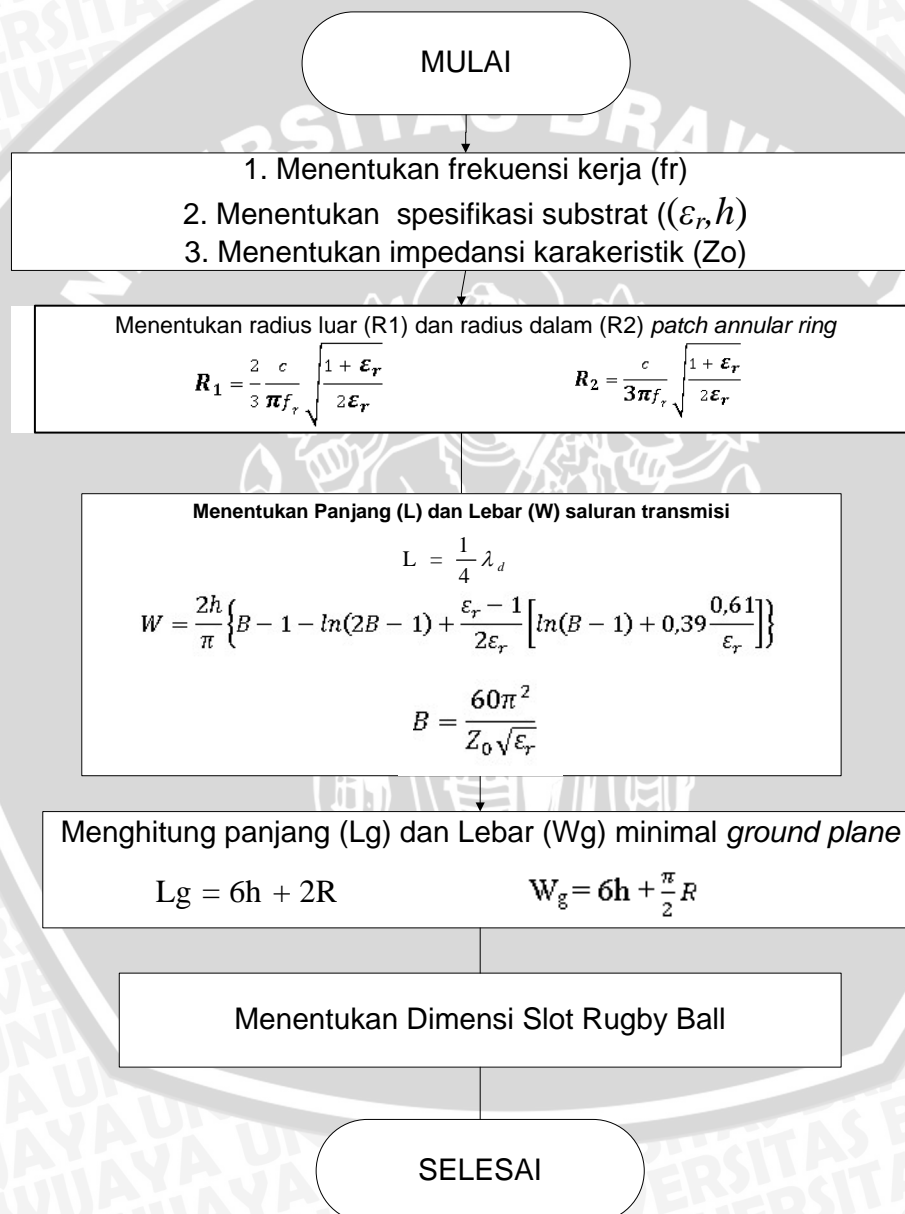 MULAI
1. Menentukan frekuensi kerja (fr)
2. Menentukan spesifikasi substrat ((εr,h)
3. Menentukan impedansi karakeristik (Zo)
Menentukan radius luar (R1) dan radius dalam (R2) patch annular ring
R₁ = 2/3 c/(πfᵣ) √((1 + εᵣ)/(2εᵣ)) R₂ = c/(3πfᵣ) √((1 + εᵣ)/(2εᵣ))
Menentukan Panjang (L) dan Lebar (W) saluran transmisi
L = 1/4 λ_d
W = 2h/π {B − 1 − ln(2B − 1) + (εᵣ − 1)/(2εᵣ) [ln(B − 1) + 0,39 0,61/εᵣ]}
B = 60π²/(Z₀√εᵣ)
Menghitung panjang (Lg) dan Lebar (Wg) minimal ground plane
Lg = 6h + 2R W_g = 6h + π/2 R
Menentukan Dimensi Slot Rugby Ball
SELESAI